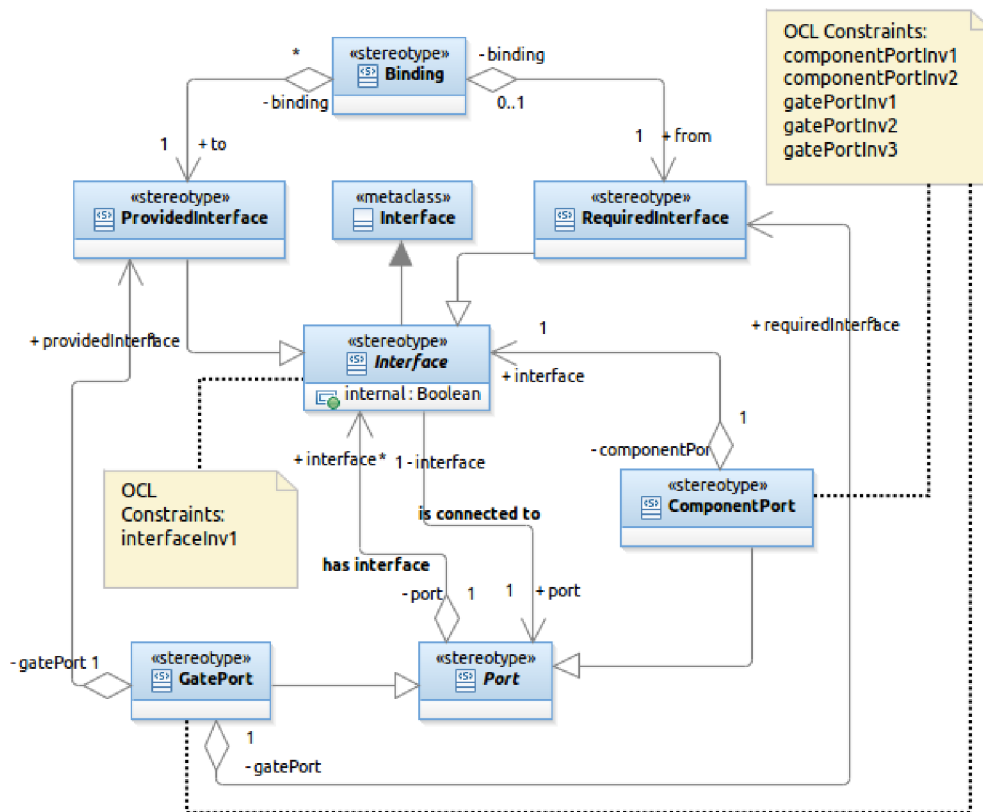 OCL Constraints:
componentPortInv1
componentPortInv2
gatePortInv1
gatePortInv2
gatePortInv3
*
«stereotype»
Binding
- binding
- binding
0..1
1
+ to
1
+ from
«stereotype»
ProvidedInterface
«metaclass»
Interface
«stereotype»
RequiredInterface
+ providedInterface
1
+ requiredInterface
«stereotype»
Interface
internal : Boolean
+ interface
1
- componentPor
+ interface *
1 - interface
«stereotype»
ComponentPort
OCL
Constraints:
interfaceInv1
is connected to
has interface
- port
1
1
+ port
- gatePort 1
«stereotype»
GatePort
«stereotype»
Port
1
- gatePort